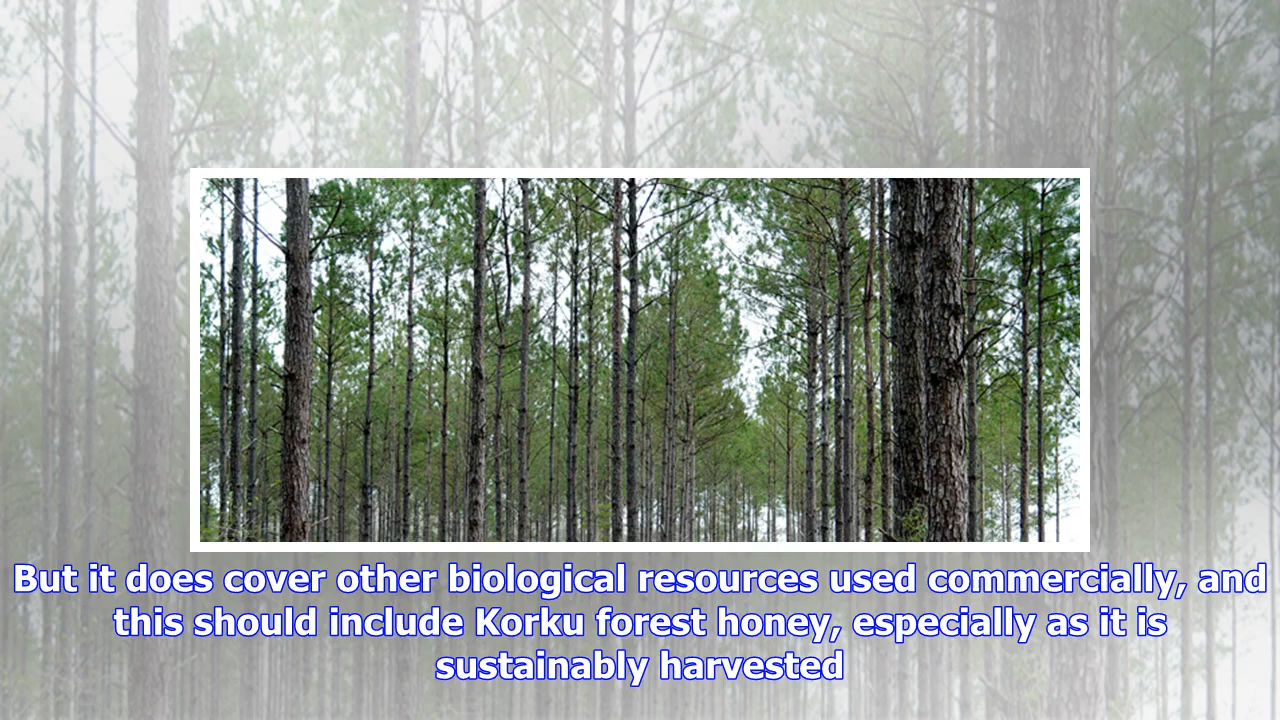 But it does cover other biological resources used commercially, and
this should include Korku forest honey, especially as it is
sustainably harvested